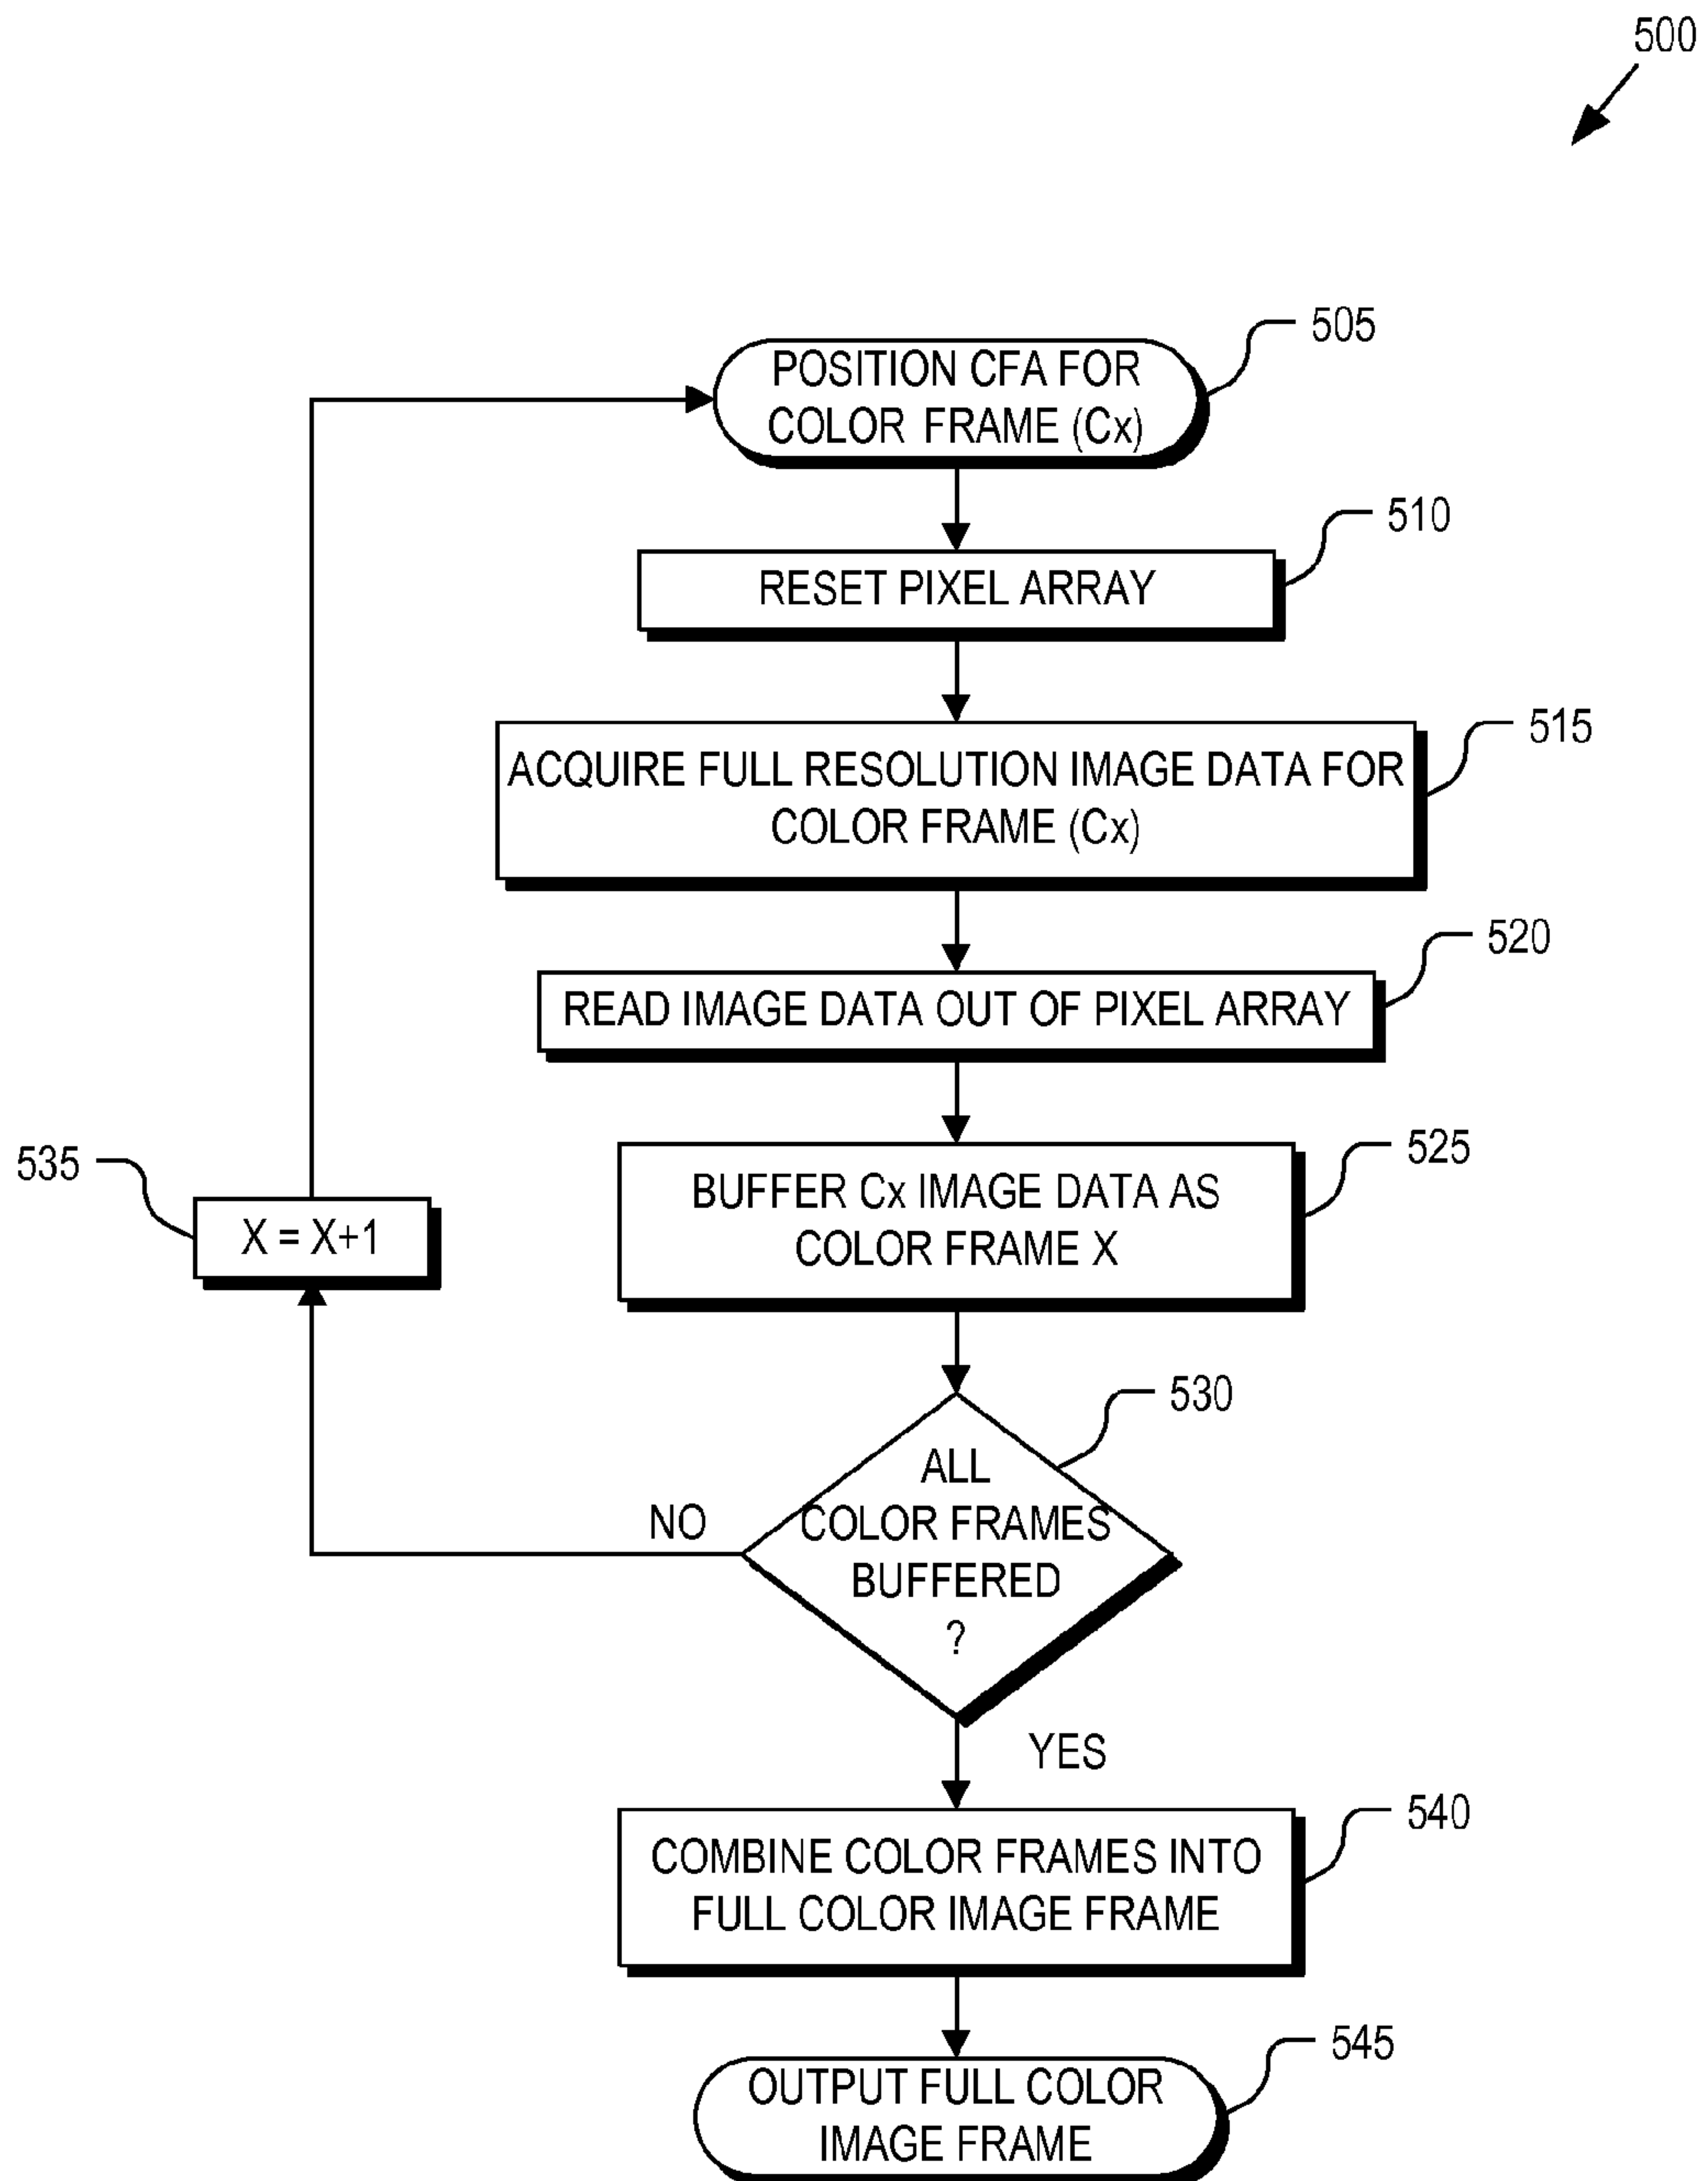 500
505
POSITION CFA FOR
COLOR FRAME (Cx)
510
RESET PIXEL ARRAY
515
ACQUIRE FULL RESOLUTION IMAGE DATA FOR
COLOR FRAME (Cx)
520
READ IMAGE DATA OUT OF PIXEL ARRAY
525
BUFFER Cx IMAGE DATA AS
COLOR FRAME X
535
X = X+1
530
ALL
COLOR FRAMES
BUFFERED
?
NO
YES
540
COMBINE COLOR FRAMES INTO
FULL COLOR IMAGE FRAME
545
OUTPUT FULL COLOR
IMAGE FRAME